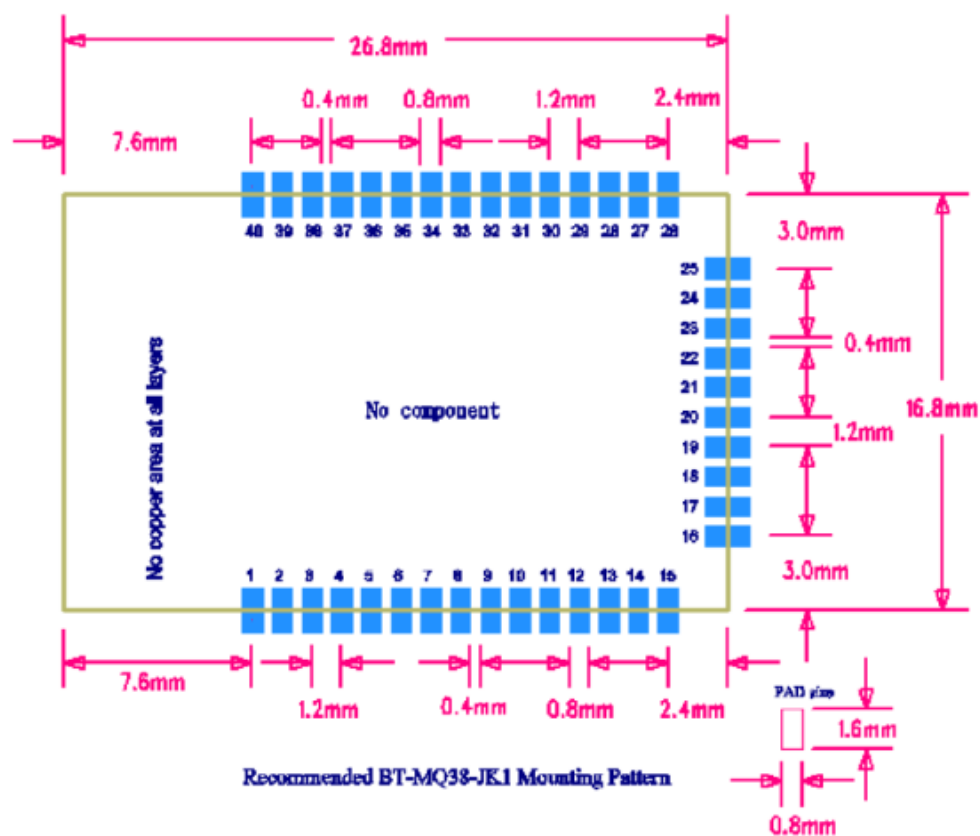 26.8mm
0.4mm 0.8mm 1.2mm 2.4mm
7.6mm
40 39 38 37 36 35 34 33 32 31 30 29 28 27 26
3.0mm
25
24
23
0.4mm
22
21
No component
16.8mm
20
1.2mm
19
18
17
16
No copper area at all layers
3.0mm
1 2 3 4 5 6 7 8 9 10 11 12 13 14 15
7.6mm
1.2mm 0.4mm 0.8mm 2.4mm
PAD
1.6mm
Recommended BT-MQ38-JK1 Mounting Pattern
0.8mm